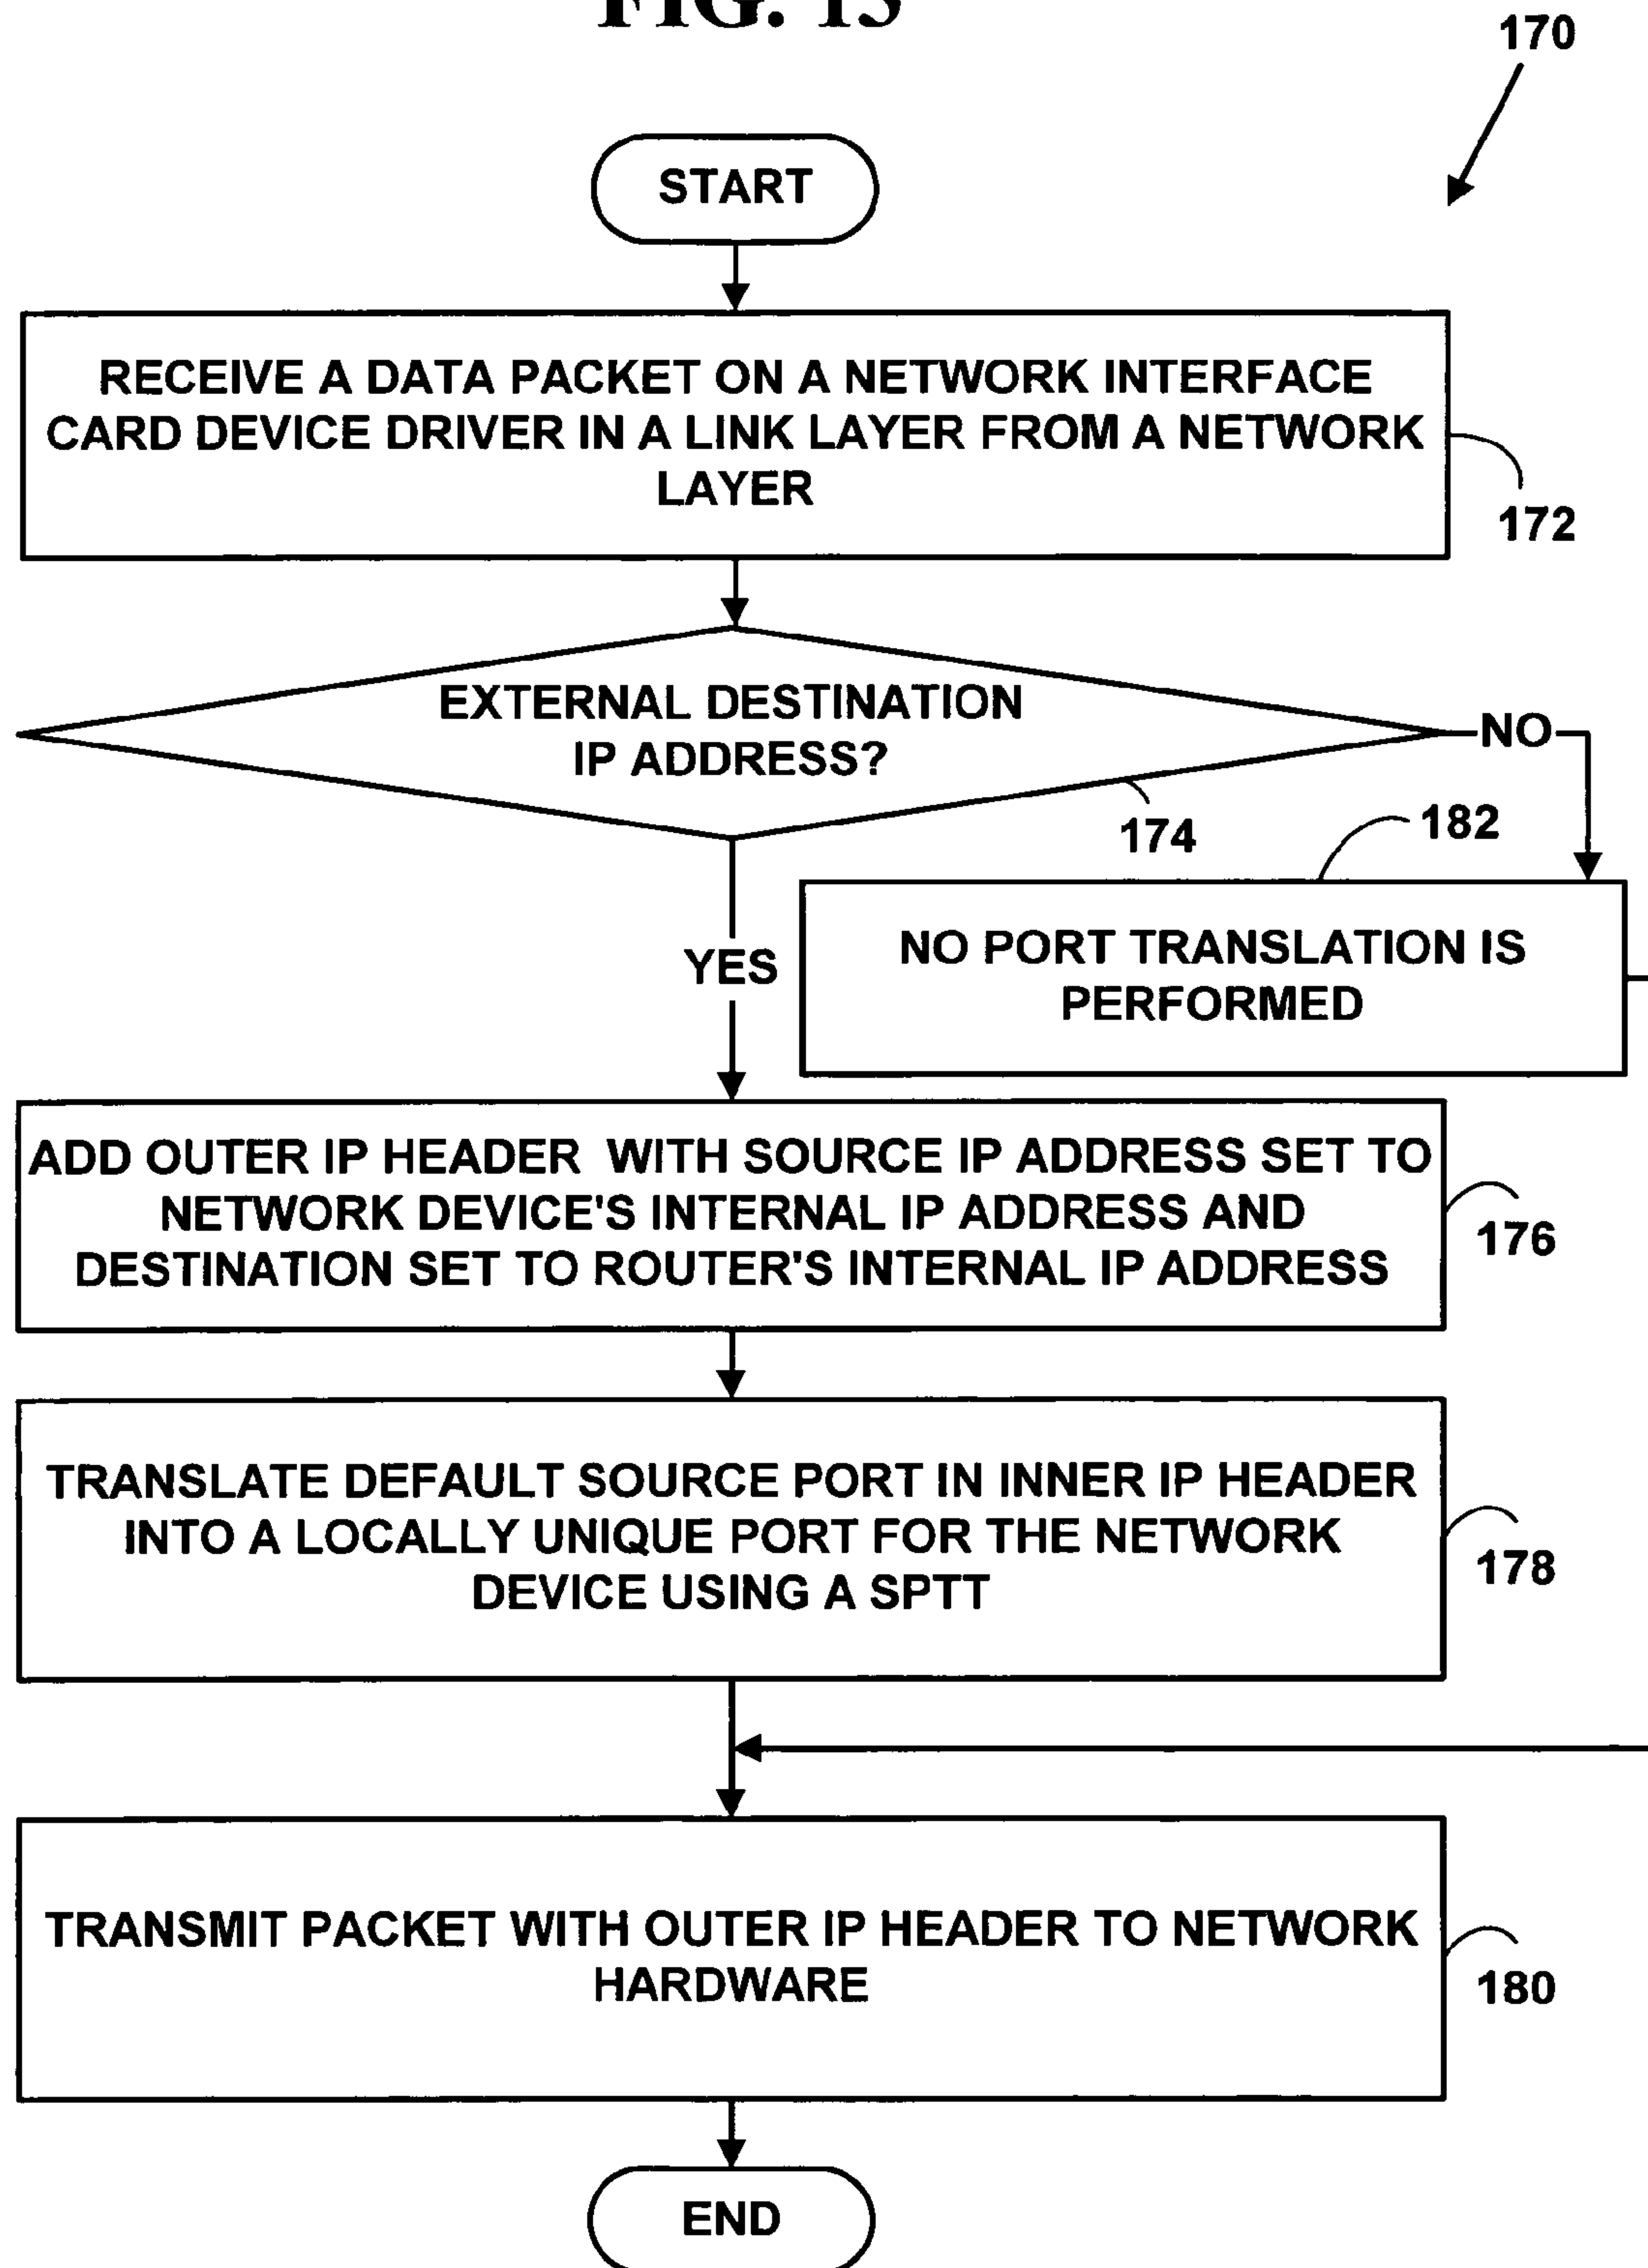 FIG. 15
170
START
RECEIVE A DATA PACKET ON A NETWORK INTERFACE
CARD DEVICE DRIVER IN A LINK LAYER FROM A NETWORK
LAYER
172
EXTERNAL DESTINATION
IP ADDRESS?
NO
174
182
NO PORT TRANSLATION IS
PERFORMED
YES
ADD OUTER IP HEADER WITH SOURCE IP ADDRESS SET TO
NETWORK DEVICE'S INTERNAL IP ADDRESS AND
DESTINATION SET TO ROUTER'S INTERNAL IP ADDRESS
176
TRANSLATE DEFAULT SOURCE PORT IN INNER IP HEADER
INTO A LOCALLY UNIQUE PORT FOR THE NETWORK
DEVICE USING A SPTT
178
TRANSMIT PACKET WITH OUTER IP HEADER TO NETWORK
HARDWARE
180
END